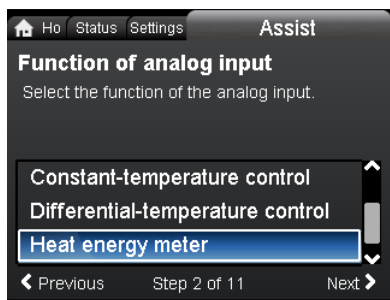 Ho Status Settings Assist
Function of analog input
Select the function of the analog input.
Constant-temperature control
Differential-temperature control
Heat energy meter
Previous Step 2 of 11 Next